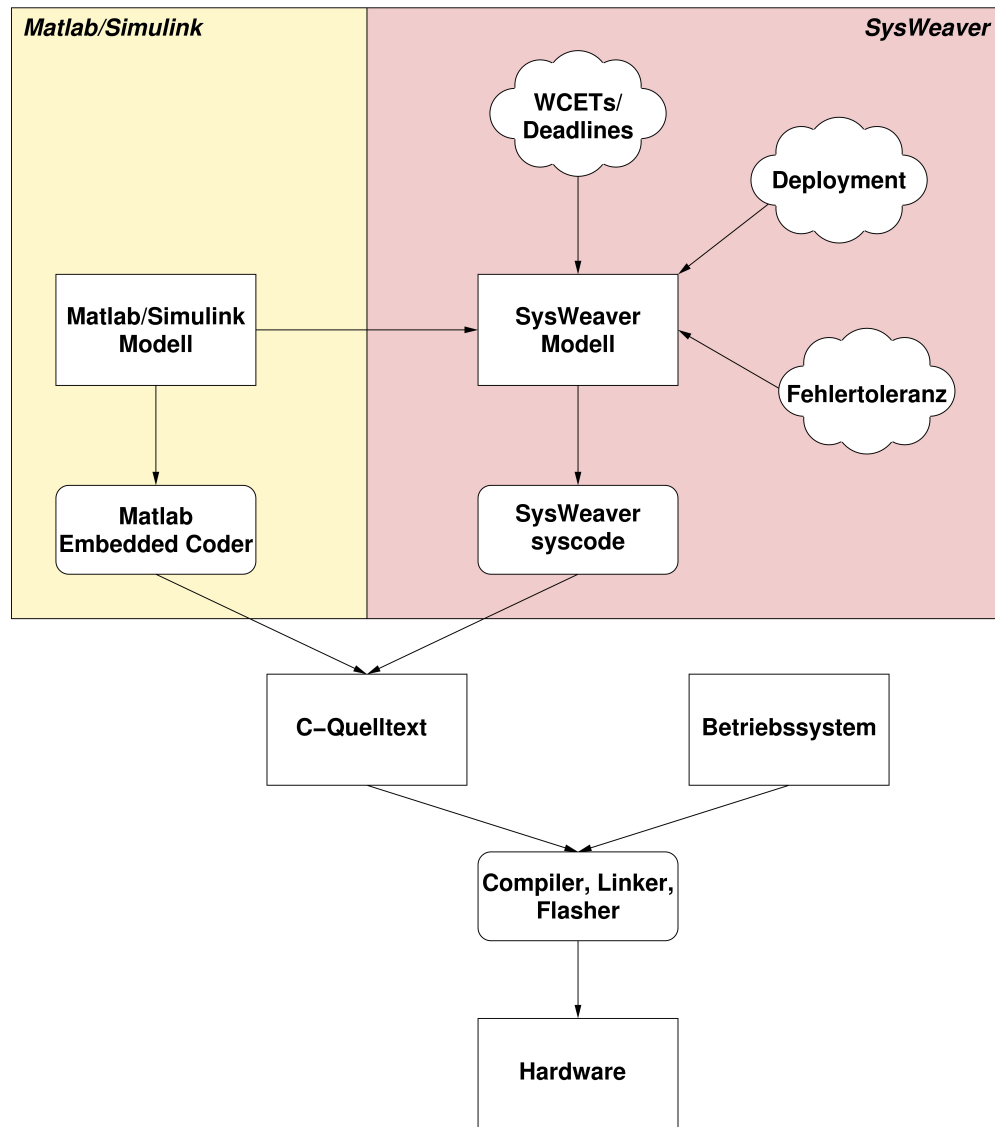 Matlab/Simulink
SysWeaver
WCETs/
Deadlines
Deployment
Matlab/Simulink
Modell
SysWeaver
Modell
Fehlertoleranz
Matlab
Embedded Coder
SysWeaver
syscode
C−Quelltext
Betriebssystem
Compiler, Linker,
Flasher
Hardware